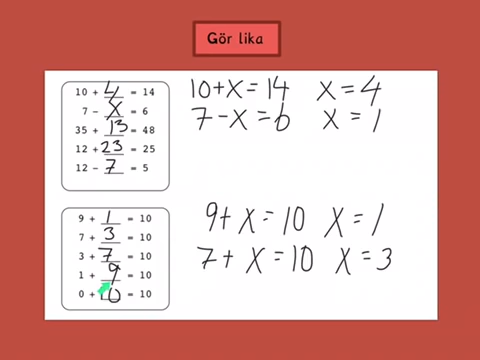 Gör lika
10 + 4 = 14
7 - X = 6
35 + 13 = 48
12 + 23 = 25
12 - 7 = 5
10+X=14 X=4
7-X=6 X=1
9 + 1 = 10
7 + 3 = 10
3 + 7 = 10
1 + 9 = 10
0 + 10 = 10
9+X=10 X=1
7+X=10 X=3